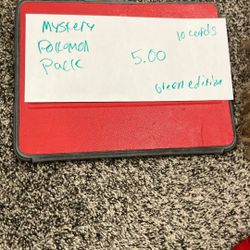 Mystery
Pokemon
Pack
10 cards
5.00
Green edition